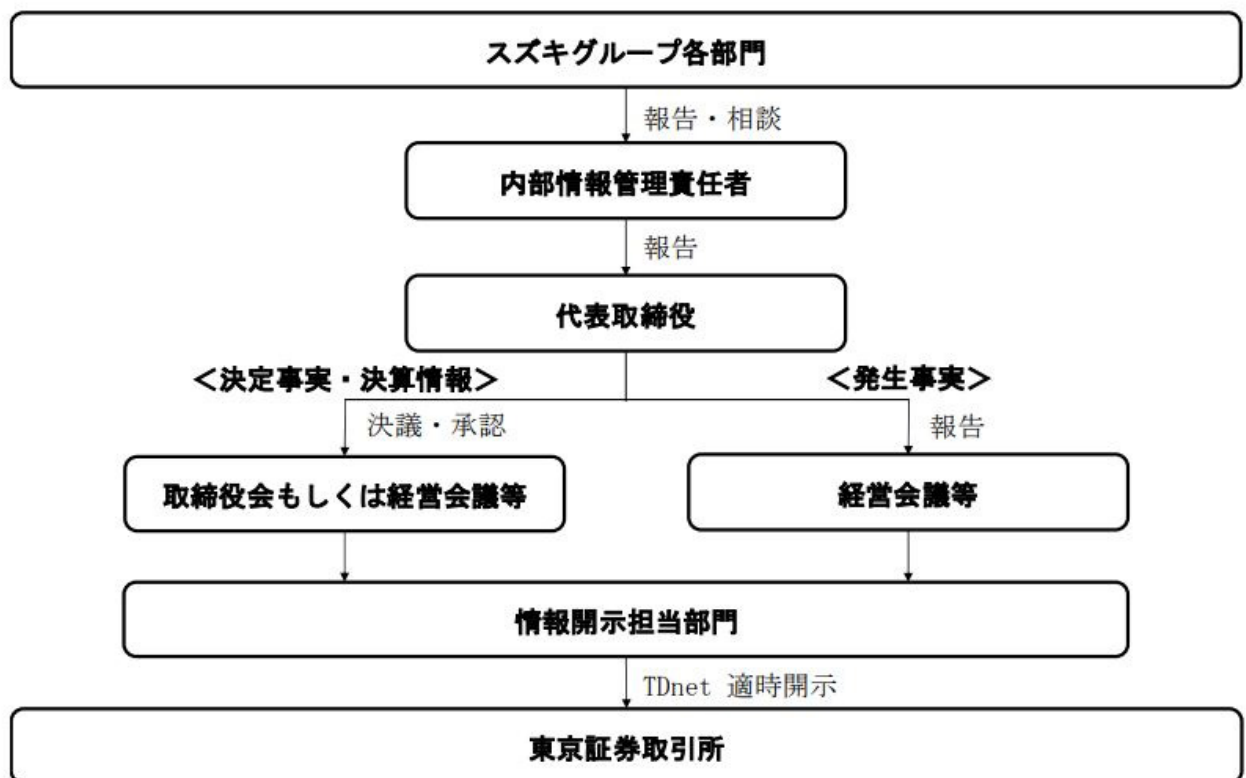 スズキグループ各部門
報告・相談
内部情報管理責任者
報告
代表取締役
＜決定事実・決算情報＞
＜発生事実＞
決議・承認
報告
取締役会もしくは経営会議等
経営会議等
情報開示担当部門
TDnet 適時開示
東京証券取引所